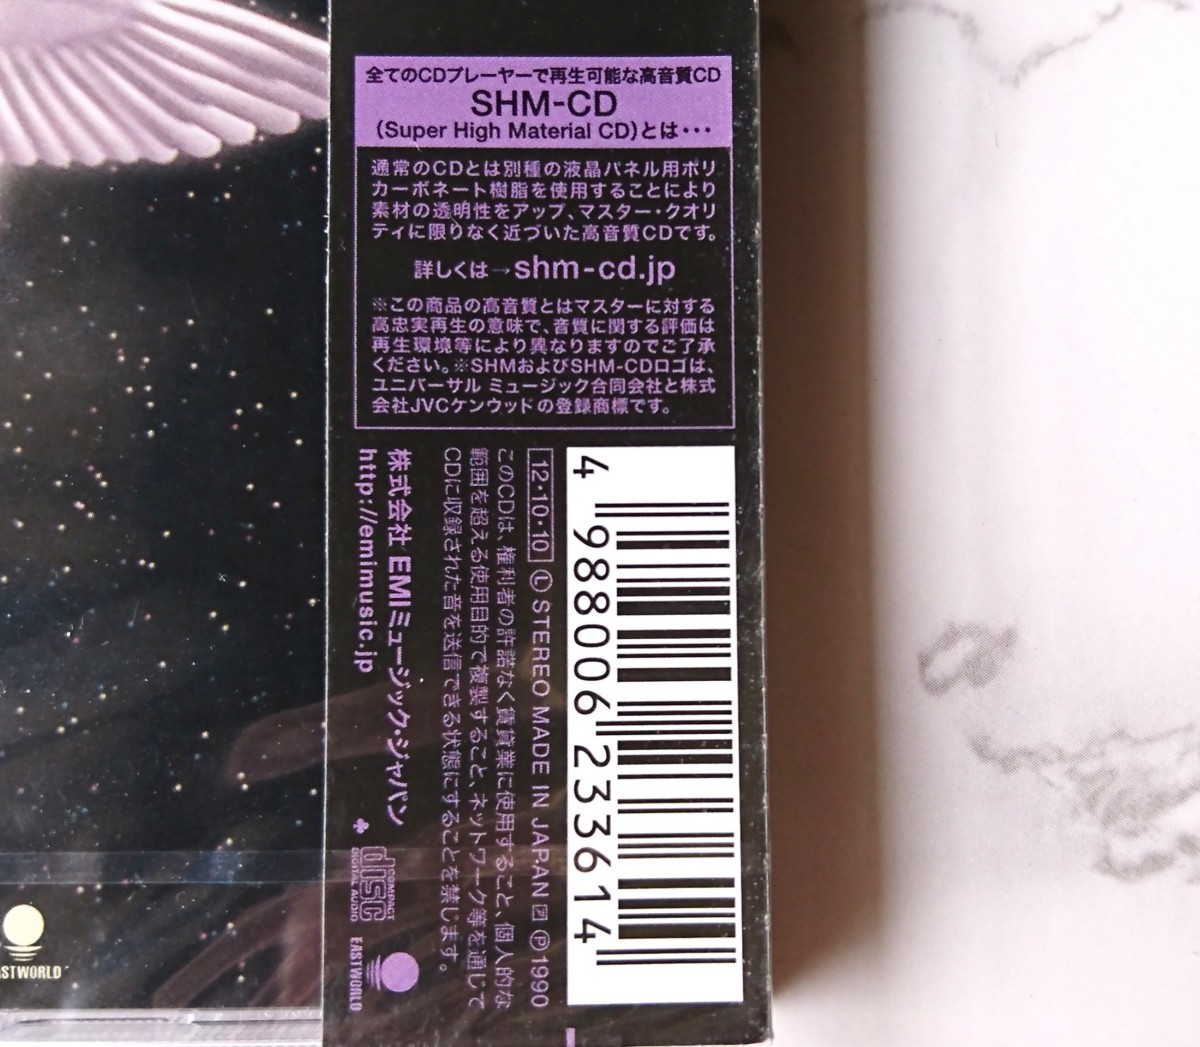 全てのCDプレーヤーで再生可能な高音質CD
SHM-CD
(Super High Material CD)とは・・・
通常のCDとは別種の液晶パネル用ポリ
カーボネート樹脂を使用することにより
素材の透明性をアップ、マスター・クオリ
ティに限りなく近づいた高音質CDです。
詳しくは→shm-cd.jp
※この商品の高音質とはマスターに対する
高忠実再生の意味で、音質に関する評価は
再生環境等により異なりますのでご了承
ください。※SHMおよびSHM-CDロゴは、
ユニバーサル ミュージック合同会社と株式
会社JVCケンウッドの登録商標です。
4 988006 233614
12・10・10 Ⓛ STEREO MADE IN JAPAN ℗1990
このCDは、権利者の許諾なく賃貸業に使用すること、個人的な
範囲を超える使用目的で複製すること、ネットワーク等を通じて
CDに収録された音を送信できる状態にすることを禁じます。
株式会社 EMIミュージック・ジャパン
http://emimusic.jp
COMPACT
disc
DIGITAL AUDIO
EASTWORLD
ASTWORLD